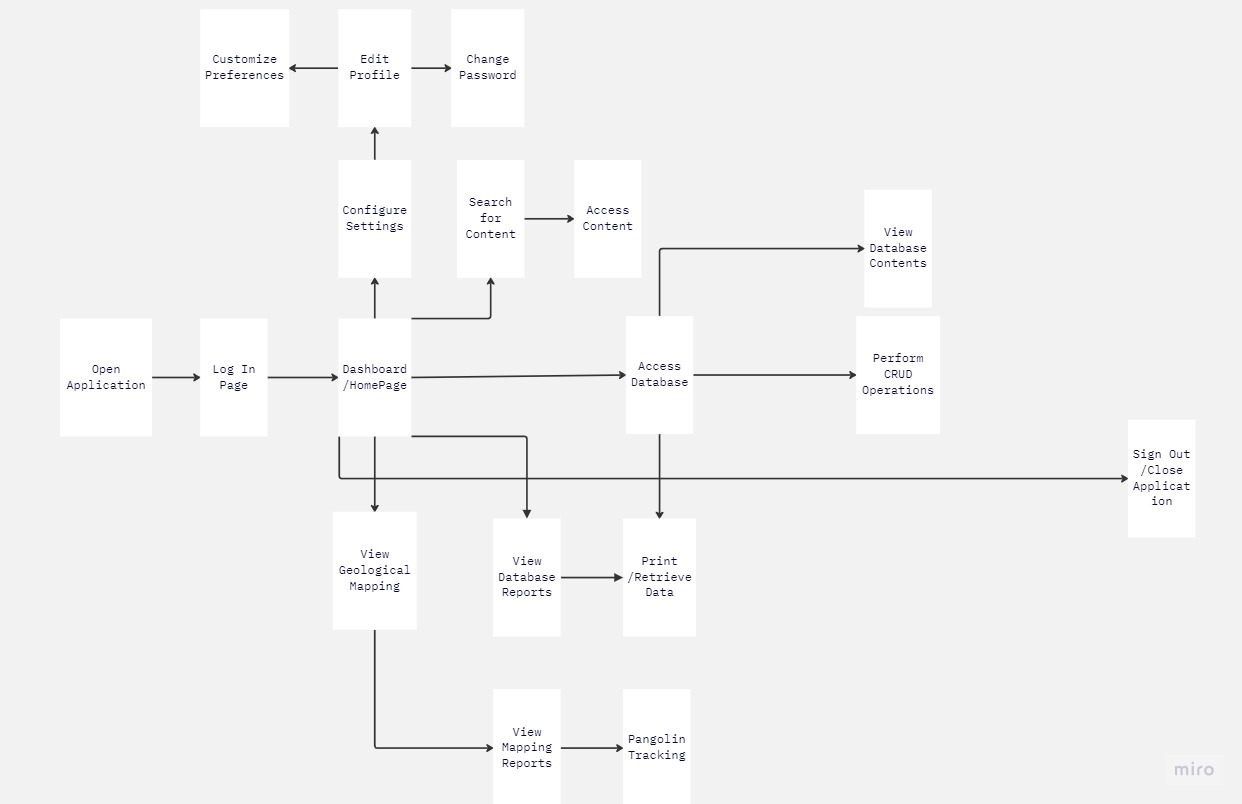 Customize
Preferences
Edit
Profile
Change
Password
Configure
Settings
Search
for
Content
Access
Content
View
Database
Contents
Open
Application
Log In
Page
Dashboard
/HomePage
Access
Database
Perform
CRUD
Operations
Sign Out
/Close
Applicat
ion
View
Geological
Mapping
View
Database
Reports
Print
/Retrieve
Data
View
Mapping
Reports
Pangolin
Tracking
miro